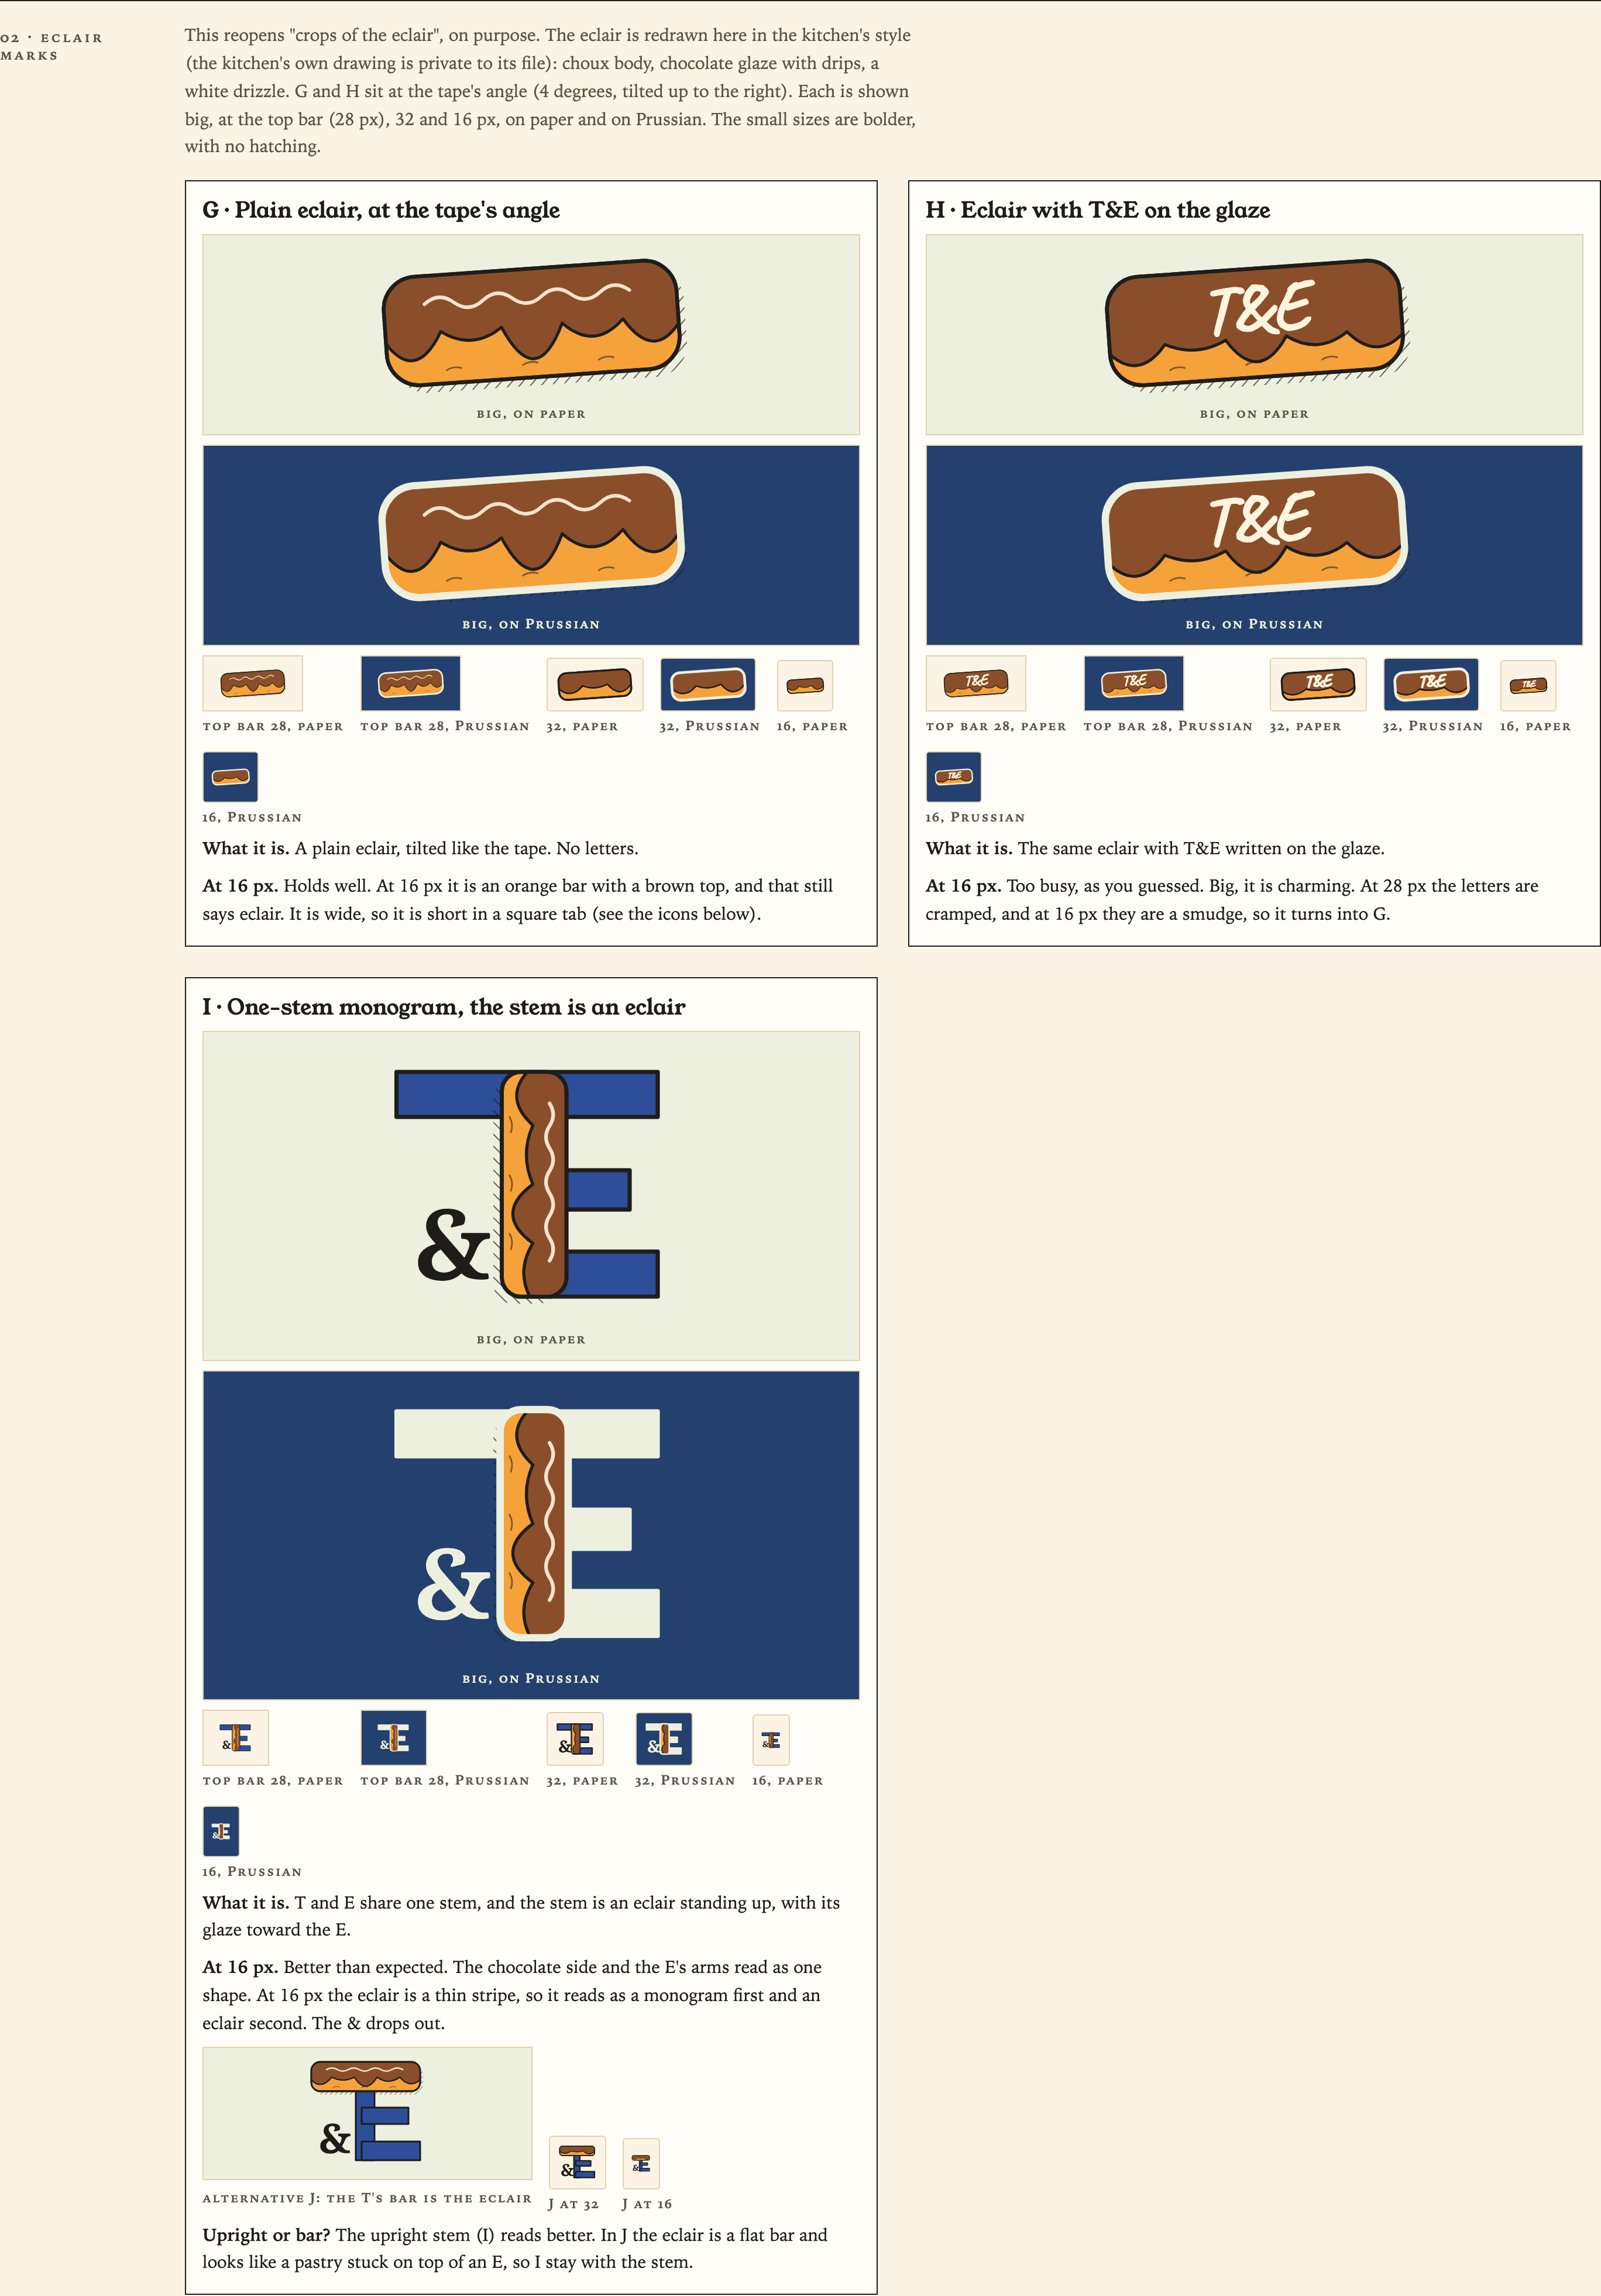 02 · ECLAIR
MARKS
This reopens "crops of the eclair", on purpose. The eclair is redrawn here in the kitchen's style
(the kitchen's own drawing is private to its file): choux body, chocolate glaze with drips, a
white drizzle. G and H sit at the tape's angle (4 degrees, tilted up to the right). Each is shown
big, at the top bar (28 px), 32 and 16 px, on paper and on Prussian. The small sizes are bolder,
with no hatching.
G · Plain eclair, at the tape's angle
BIG, ON PAPER
BIG, ON PRUSSIAN
TOP BAR 28, PAPER
TOP BAR 28, PRUSSIAN
32, PAPER
32, PRUSSIAN
16, PAPER
16, PRUSSIAN
What it is. A plain eclair, tilted like the tape. No letters.
At 16 px. Holds well. At 16 px it is an orange bar with a brown top, and that still
says eclair. It is wide, so it is short in a square tab (see the icons below).
H · Eclair with T&E on the glaze
T&E
BIG, ON PAPER
T&E
BIG, ON PRUSSIAN
T&E
T&E
T&E
T&E
T&E
TOP BAR 28, PAPER
TOP BAR 28, PRUSSIAN
32, PAPER
32, PRUSSIAN
16, PAPER
T&E
16, PRUSSIAN
What it is. The same eclair with T&E written on the glaze.
At 16 px. Too busy, as you guessed. Big, it is charming. At 28 px the letters are
cramped, and at 16 px they are a smudge, so it turns into G.
I · One-stem monogram, the stem is an eclair
&TE
BIG, ON PAPER
&TE
BIG, ON PRUSSIAN
&TE
&TE
&TE
&TE
&TE
TOP BAR 28, PAPER
TOP BAR 28, PRUSSIAN
32, PAPER
32, PRUSSIAN
16, PAPER
&TE
16, PRUSSIAN
What it is. T and E share one stem, and the stem is an eclair standing up, with its
glaze toward the E.
At 16 px. Better than expected. The chocolate side and the E's arms read as one
shape. At 16 px the eclair is a thin stripe, so it reads as a monogram first and an
eclair second. The & drops out.
&E
&E
&E
ALTERNATIVE J: THE T'S BAR IS THE ECLAIR
J AT 32
J AT 16
Upright or bar? The upright stem (I) reads better. In J the eclair is a flat bar and
looks like a pastry stuck on top of an E, so I stay with the stem.